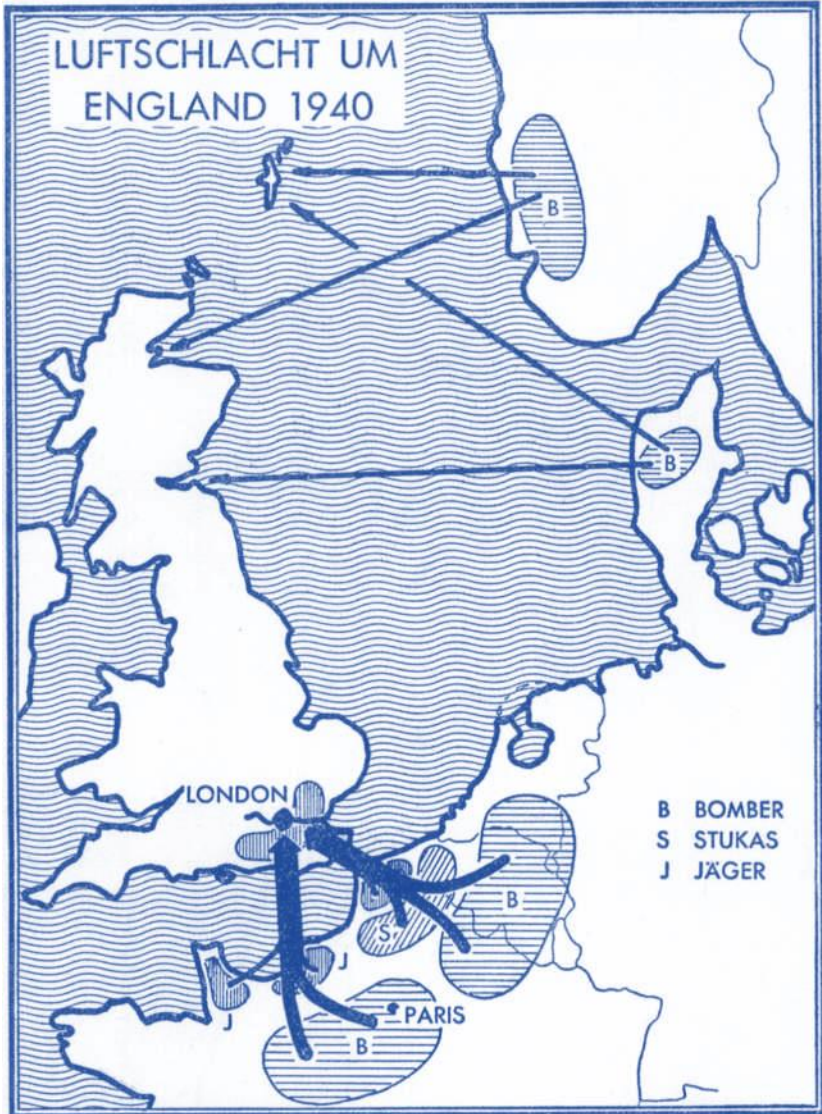 LUFTSCHLACHT UM
ENGLAND 1940
B
B
LONDON
B BOMBER
S STUKAS
J JÄGER
B
S
J
J
PARIS
B